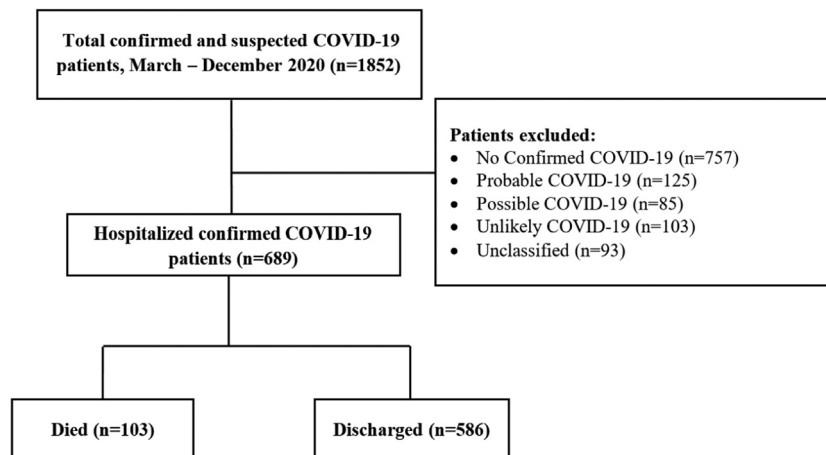 Total confirmed and suspected COVID-19
patients, March – December 2020 (n=1852)
Patients excluded:
• No Confirmed COVID-19 (n=757)
• Probable COVID-19 (n=125)
• Possible COVID-19 (n=85)
• Unlikely COVID-19 (n=103)
• Unclassified (n=93)
Hospitalized confirmed COVID-19
patients (n=689)
Died (n=103)
Discharged (n=586)